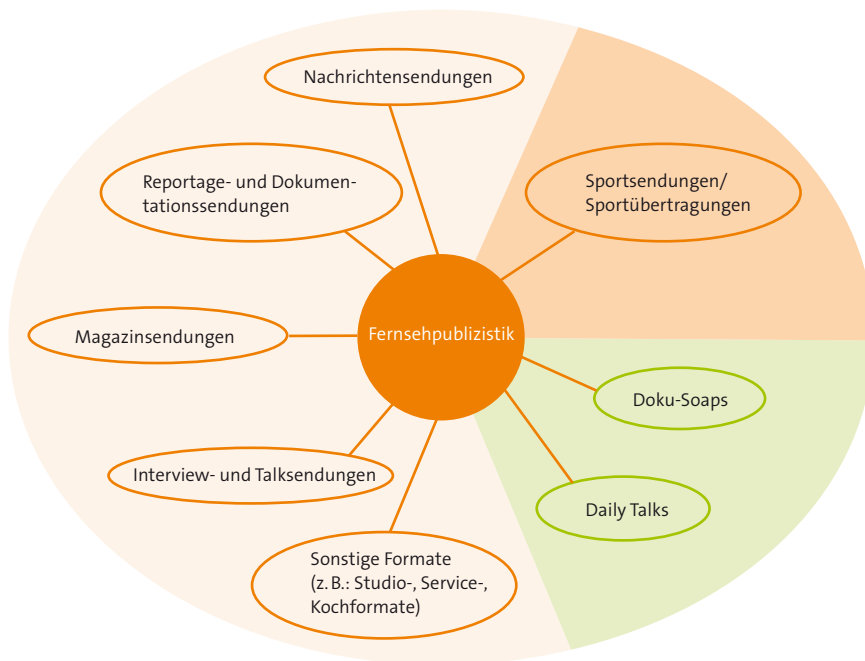 Nachrichtensendungen
Reportage- und Dokumen-
tationssendungen
Sportsendungen/
Sportübertragungen
Magazinsendungen
Fernsehpublizistik
Doku-Soaps
Interview- und Talksendungen
Daily Talks
Sonstige Formate
(z. B.: Studio-, Service-,
Kochformate)